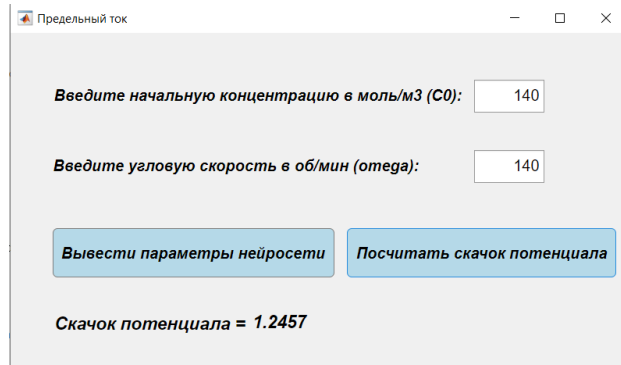 Предельный ток
Введите начальную концентрацию в моль/м3 (C0): 140
Введите угловую скорость в об/мин (omega): 140
Вывести параметры нейросети Посчитать скачок потенциала
Скачок потенциала = 1.2457